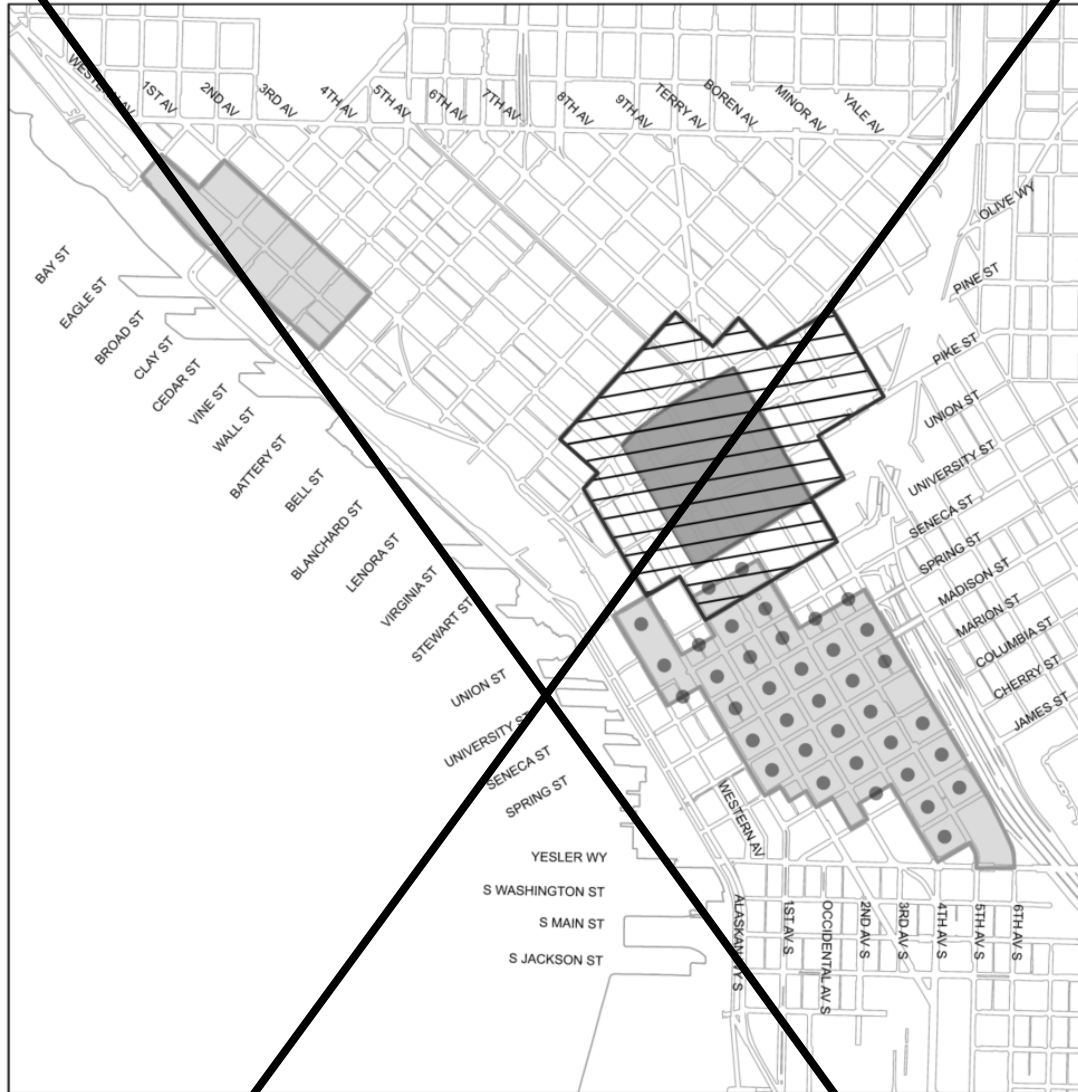 WESTERN AV
1ST AV
2ND AV
3RD AV
4TH AV
5TH AV
6TH AV
7TH AV
8TH AV
9TH AV
TERRY AV
BOREN AV
MINOR AV
YALE AV
OLIVE WY
PINE ST
PIKE ST
UNION ST
UNIVERSITY ST
SENECA ST
SPRING ST
MADISON ST
MARION ST
COLUMBIA ST
CHERRY ST
JAMES ST
BAY ST
EAGLE ST
BROAD ST
CLAY ST
CEDAR ST
VINE ST
WALL ST
BATTERY ST
BELL ST
BLANCHARD ST
LENORA ST
VIRGINIA ST
STEWART ST
UNION ST
UNIVERSITY ST
SENECA ST
SPRING ST
WESTERN AV
YESLER WY
S WASHINGTON ST
S MAIN ST
S JACKSON ST
ALASKAN WY S
1ST AV S
OCCIDENTAL AV S
2ND AV S
3RD AV S
4TH AV S
5TH AV S
6TH AV S